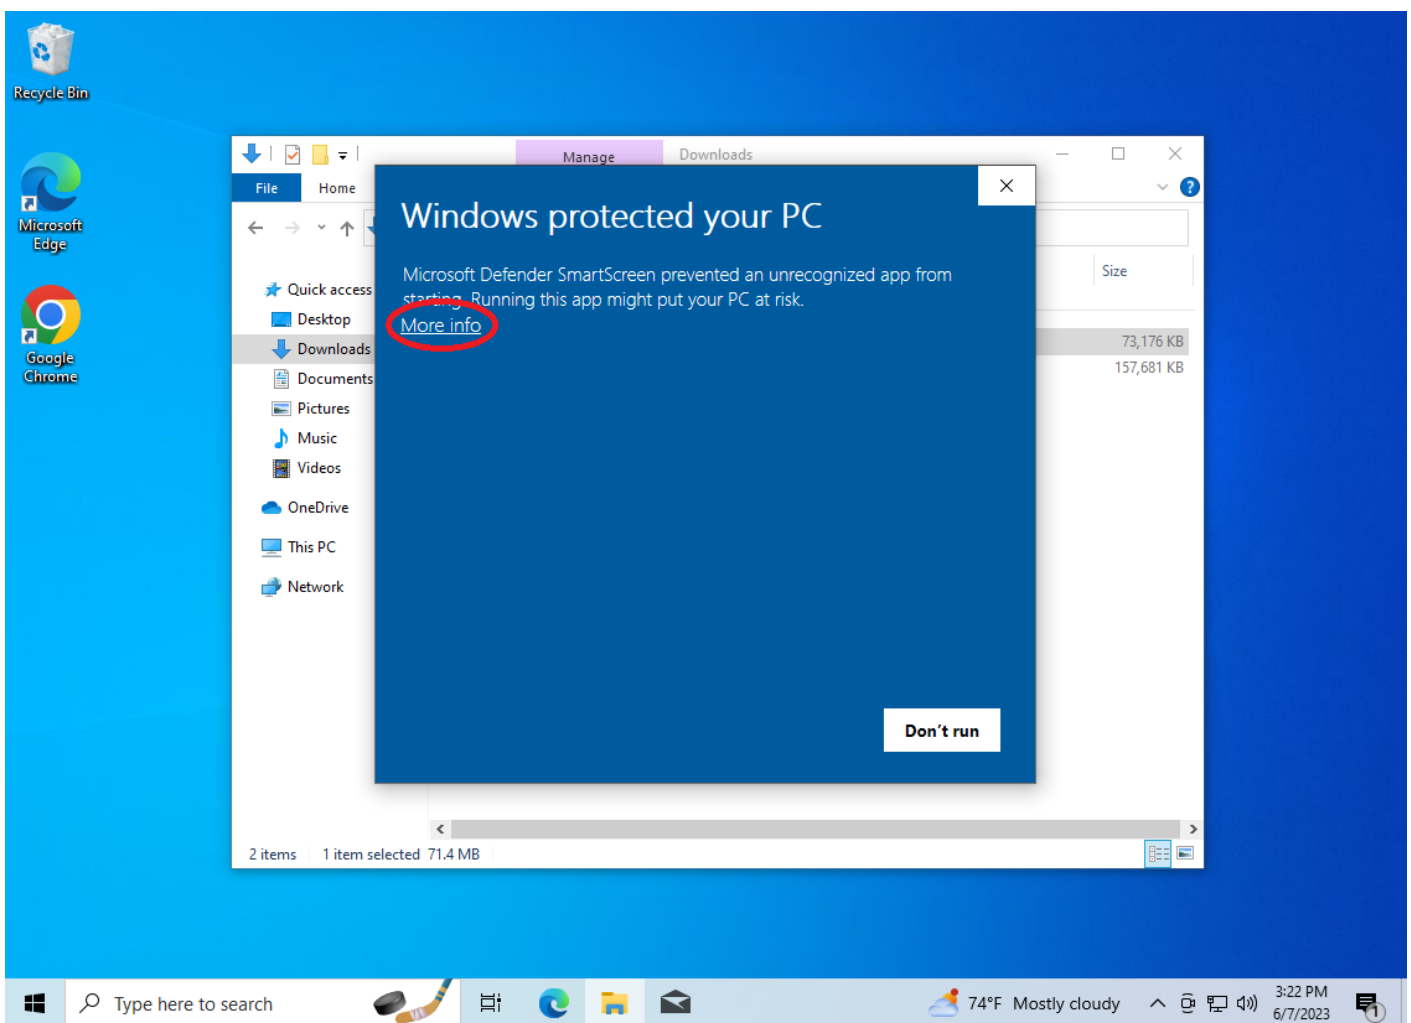 Recycle Bin
Microsoft
Edge
Google
Chrome
Manage
Downloads
File
Home
Windows protected your PC
Microsoft Defender SmartScreen prevented an unrecognized app from
starting. Running this app might put your PC at risk.
More info
Don't run
Size
73,176 KB
157,681 KB
Quick access
Desktop
Downloads
Documents
Pictures
Music
Videos
OneDrive
This PC
Network
2 items 1 item selected 71.4 MB
Type here to search
74°F Mostly cloudy
3:22 PM
6/7/2023
1